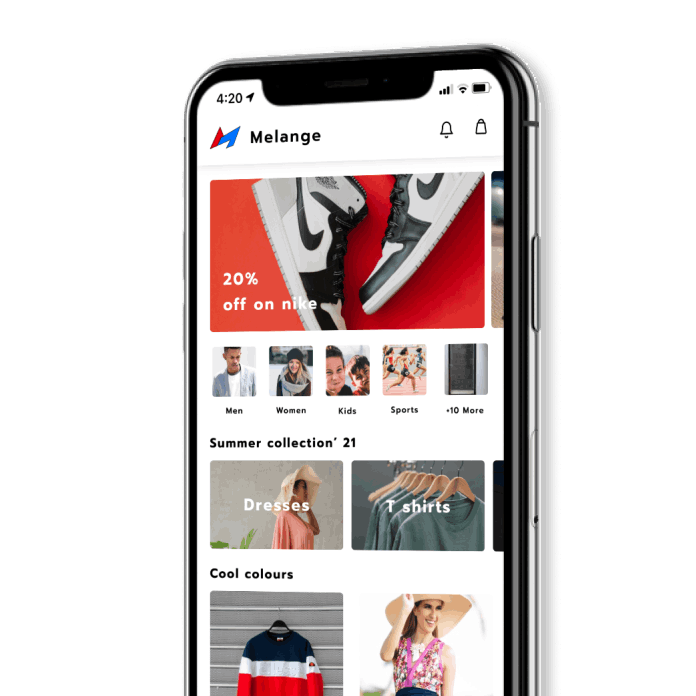 4:20
Melange
20%
off on nike
Men
Women
Kids
Sports
+10 More
Summer collection' 21
Dresses
T shirts
Cool colours